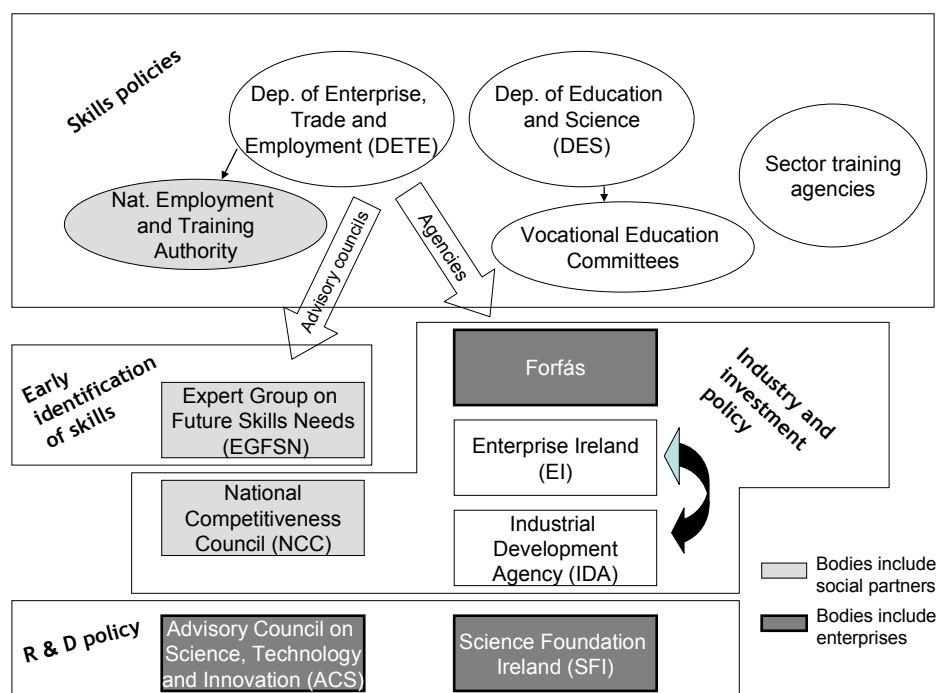 Skills policies
Dep. of Enterprise,
Trade and
Employment (DETE)
Dep. of Education
and Science
(DES)
Sector training
agencies
Nat. Employment
and Training
Authority
Vocational Education
Committees
Advisory councils
Agencies
Early
identification
of skills
Expert Group on
Future Skills Needs
(EGFSN)
Forfás
Industry and
investment
policy
Enterprise Ireland
(EI)
National
Competitiveness
Council (NCC)
Industrial
Development
Agency (IDA)
Bodies include
social partners
Bodies include
enterprises
R & D policy
Advisory Council on
Science, Technology
and Innovation (ACS)
Science Foundation
Ireland (SFI)